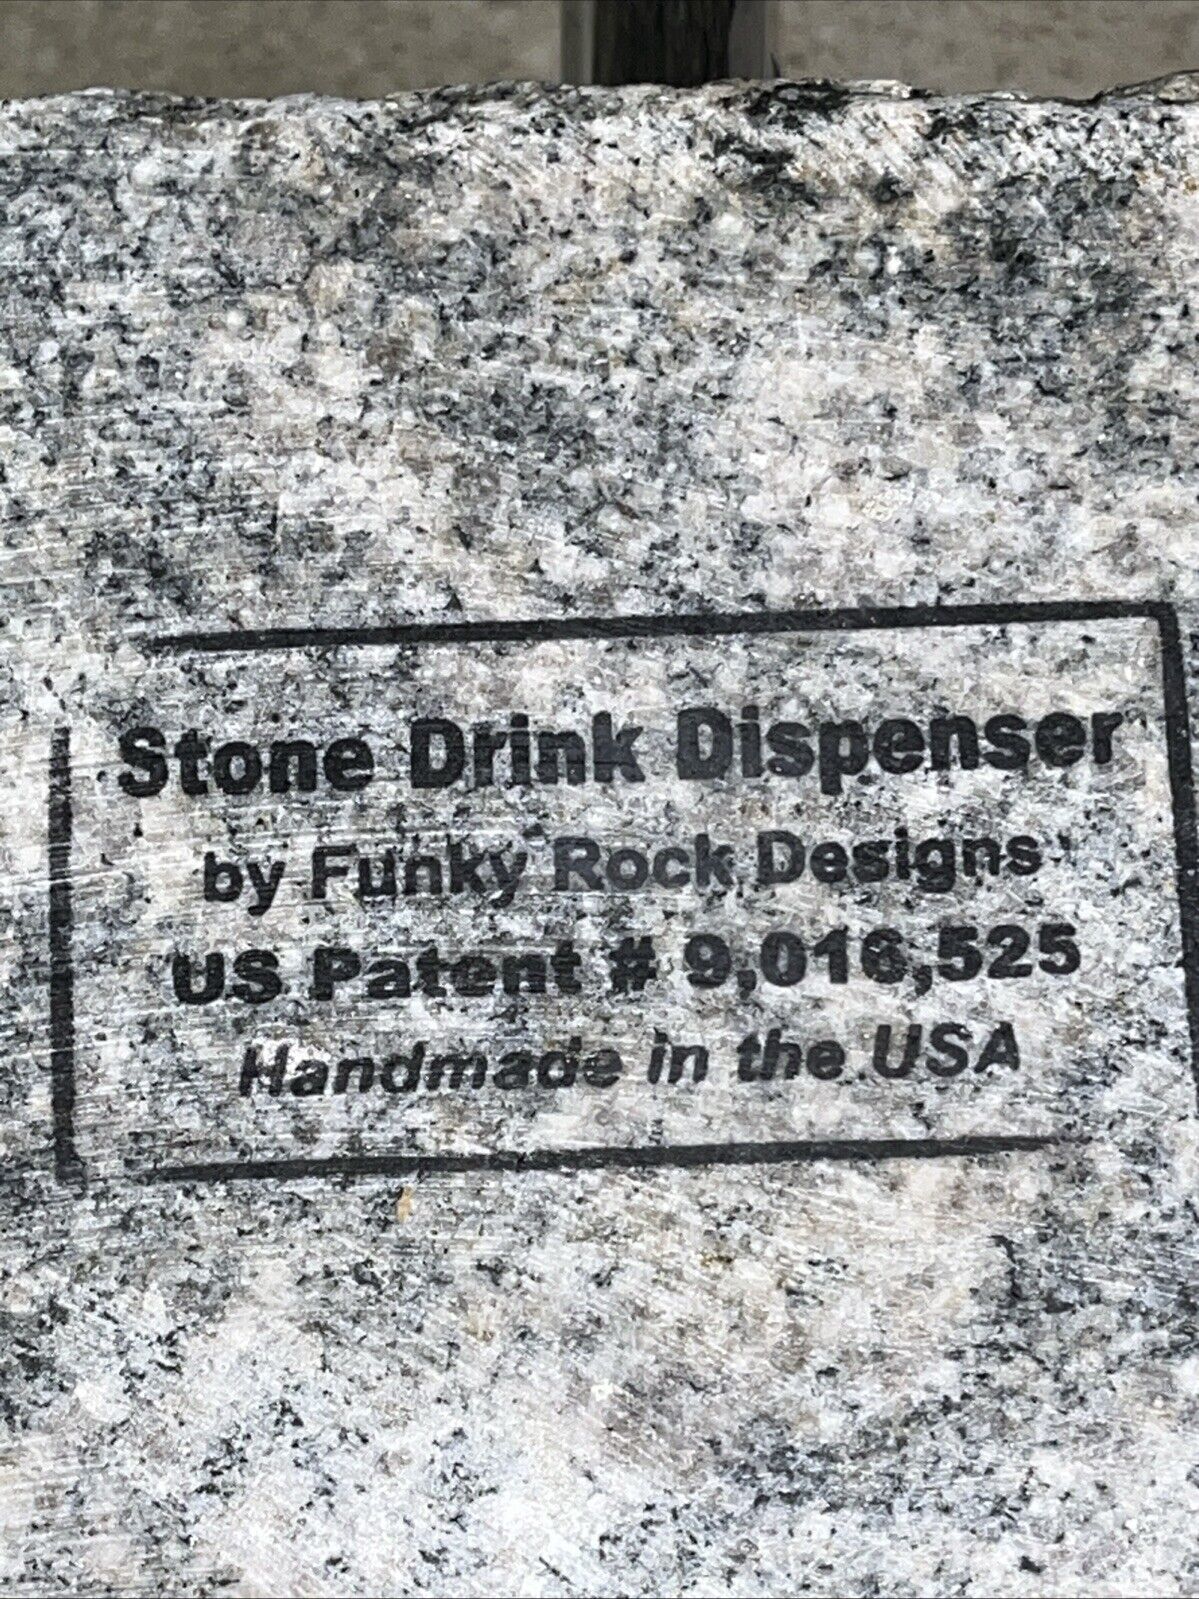 Stone Drink Dispenser
by Funky Rock Designs
US Patent # 9,016,525
Handmade in the USA